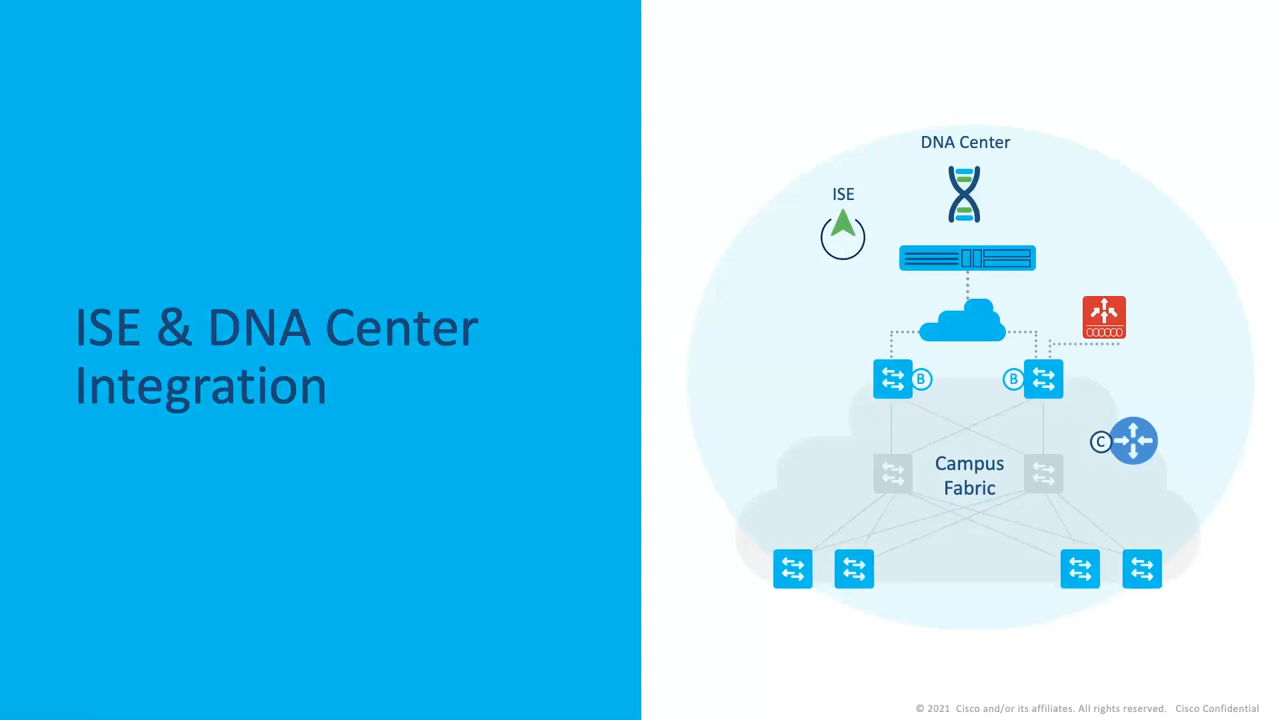 ISE & DNA Center
Integration
DNA Center
ISE
B
B
C
Campus
Fabric
© 2021 Cisco and/or its affiliates. All rights reserved. Cisco Confidential